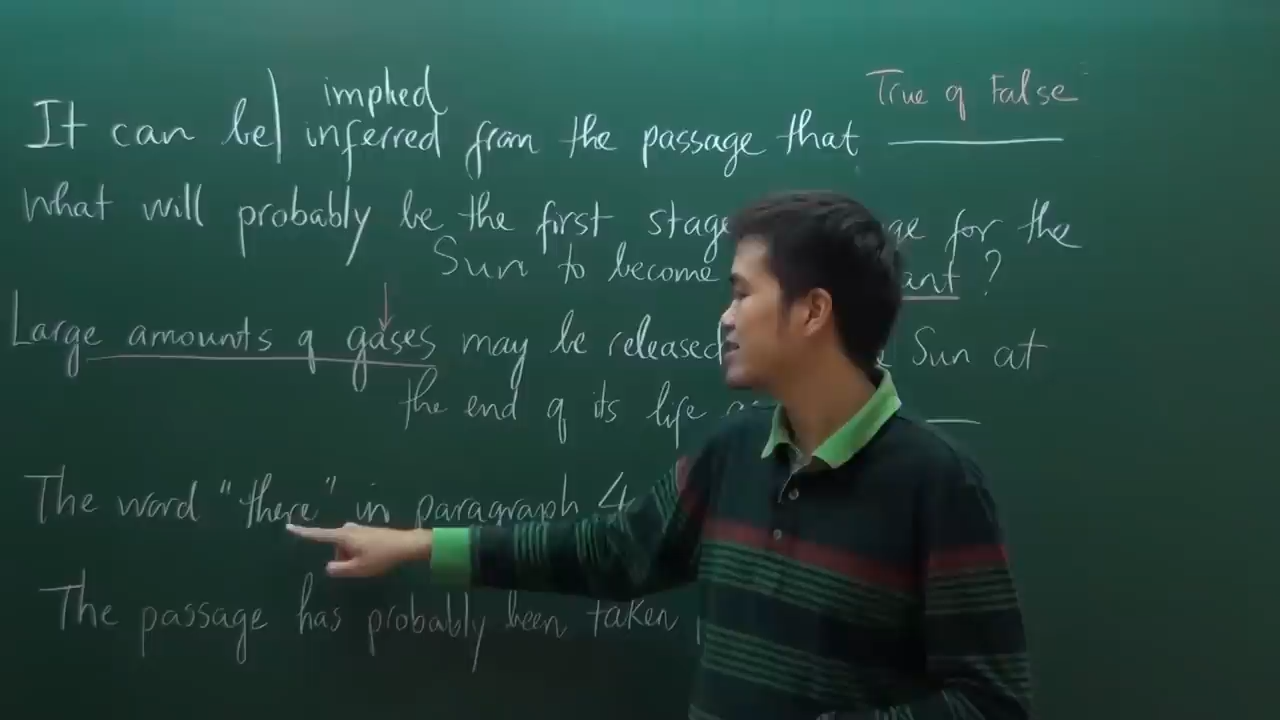 implied
True of False
It can be inferred from the passage that
What will probably be the first stage for the
Sun to become ant ?
Large amounts of gases may be released Sun at
the end of its life
The word "there" in paragraph 4
The passage has probably been taken